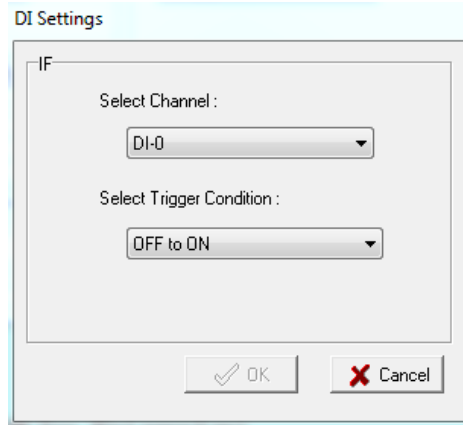 DI Settings
IF
Select Channel :
DI-0
Select Trigger Condition :
OFF to ON
OK
Cancel